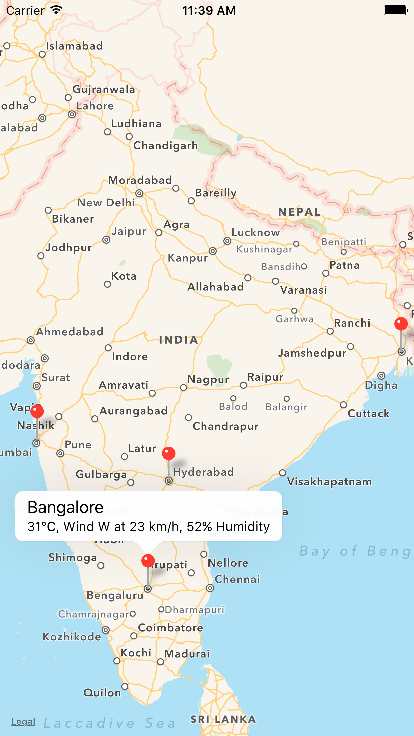 Carrier 11:39 AM
Islamabad
Gujranwala
Lahore
Ludhiana
Chandigarh
Moradabad
Bareilly
New Delhi
NEPAL
Bikaner
Jaipur
Agra
Lucknow
Kushinagar
Benipatti
Jodhpur
Kanpur
Bansdih
Patna
Kota
Allahabad
Varanasi
Garhwa
Ranchi
Ahmedabad
INDIA
Jamshedpur
Indore
dodara
Surat
Nagpur
Raipur
Amravati
Digha
Vapi
Aurangabad
Balod
Balangir
Cuttack
Nashik
Chandrapur
umbai
Pune
Latur
Gulbarga
Hyderabad
Visakhapatnam
Bangalore
31°C, Wind W at 23 km/h, 52% Humidity
Bay of Beng
Shimoga
rupati
Nellore
Chennai
Bengaluru
Chamrajnagar
Dharmapuri
Kozhikode
Coimbatore
Kochi
Madurai
Quilon
Legal
Laccadive Sea
SRI LANKA